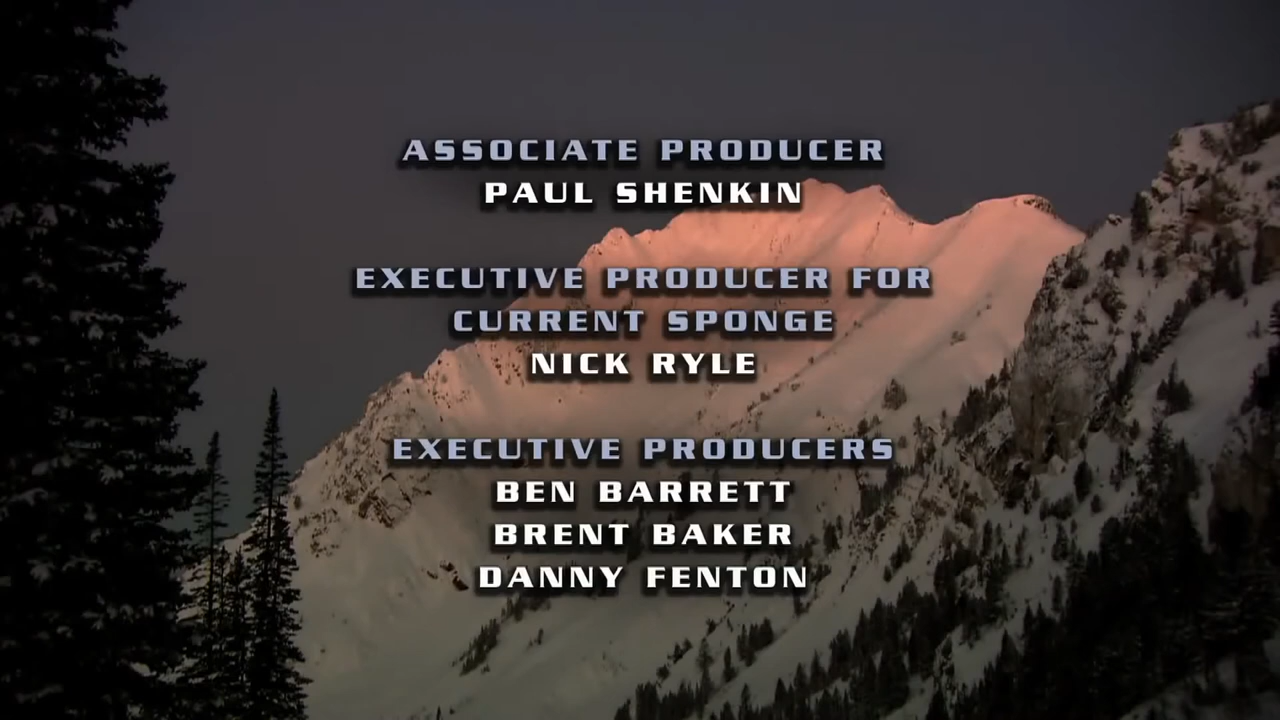 ASSOCIATE PRODUCER
PAUL SHENKIN
EXECUTIVE PRODUCER FOR
CURRENT SPONGE
NICK RYLE
EXECUTIVE PRODUCERS
BEN BARRETT
BRENT BAKER
DANNY FENTON